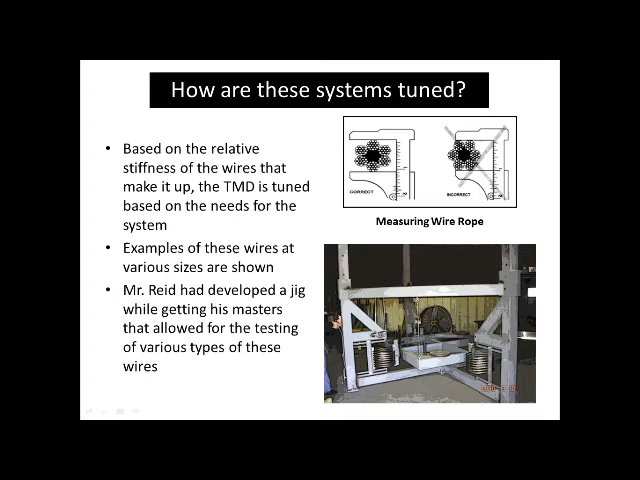 How are these systems tuned?
• Based on the relative
stiffness of the wires that
make it up, the TMD is tuned
based on the needs for the
system
• Examples of these wires at
various sizes are shown
• Mr. Reid had developed a jig
while getting his masters
that allowed for the testing
of various types of these
wires
CORRECT
INCORRECT
Measuring Wire Rope